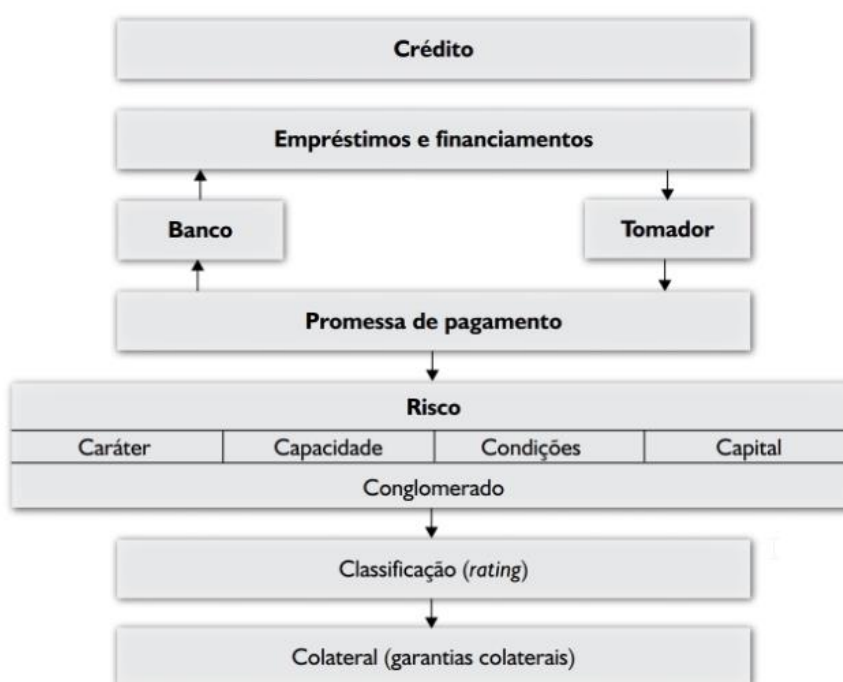 Crédito
Empréstimos e financiamentos
Banco
Tomador
Promessa de pagamento
Risco
Caráter
Capacidade
Condições
Capital
Conglomerado
Classificação (rating)
Colateral (garantias colaterais)